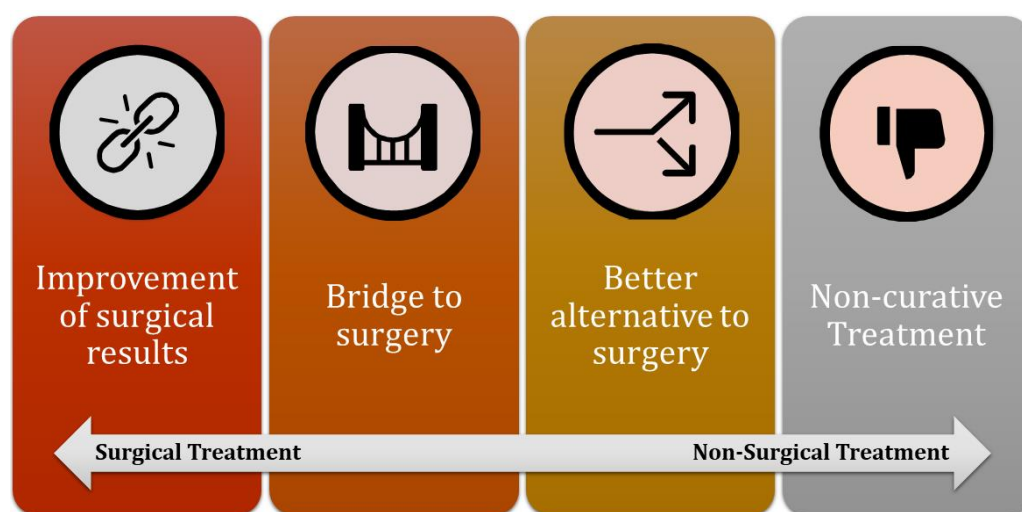 Improvement
of surgical
results
Bridge to
surgery
Better
alternative to
surgery
Non-curative
Treatment
Surgical Treatment
Non-Surgical Treatment